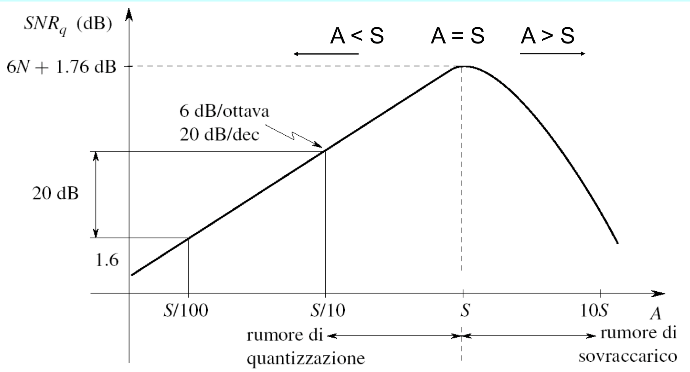 SNRq (dB)
A < S
A = S
A > S
6N + 1.76 dB
6 dB/ottava
20 dB/dec
20 dB
1.6
S/100
S/10
S
10S
A
rumore di
quantizzazione
rumore di
sovraccarico